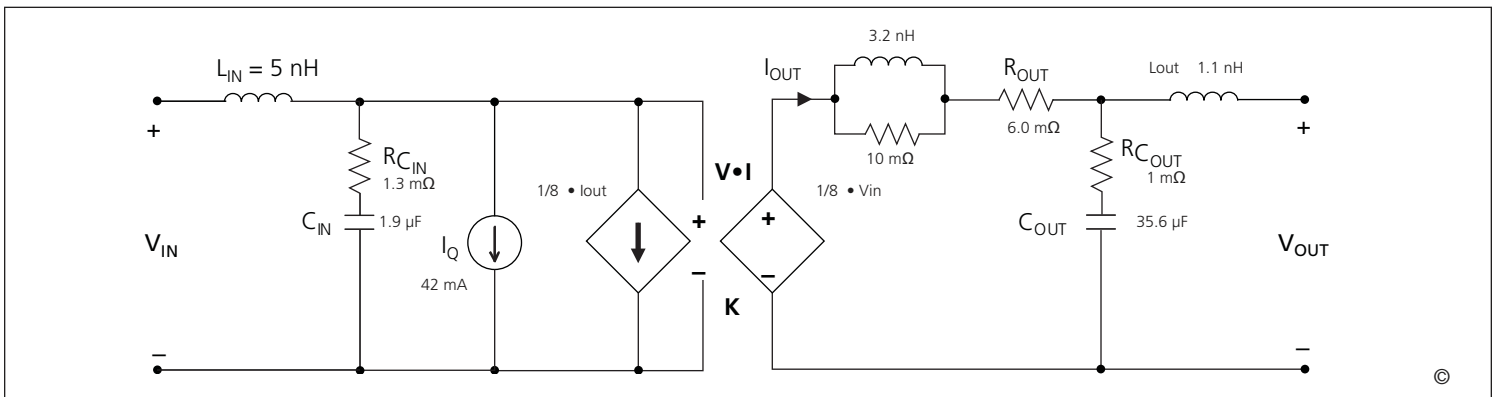 L_IN = 5 nH
+
R_C_IN
1.3 mΩ
C_IN
1.9 µF
V_IN
−
I_Q
42 mA
1/8 • Iout
V•I
+
−
K
1/8 • Vin
+
−
I_OUT
3.2 nH
10 mΩ
R_OUT
6.0 mΩ
Lout 1.1 nH
+
R_C_OUT
1 mΩ
C_OUT
35.6 µF
V_OUT
−
©